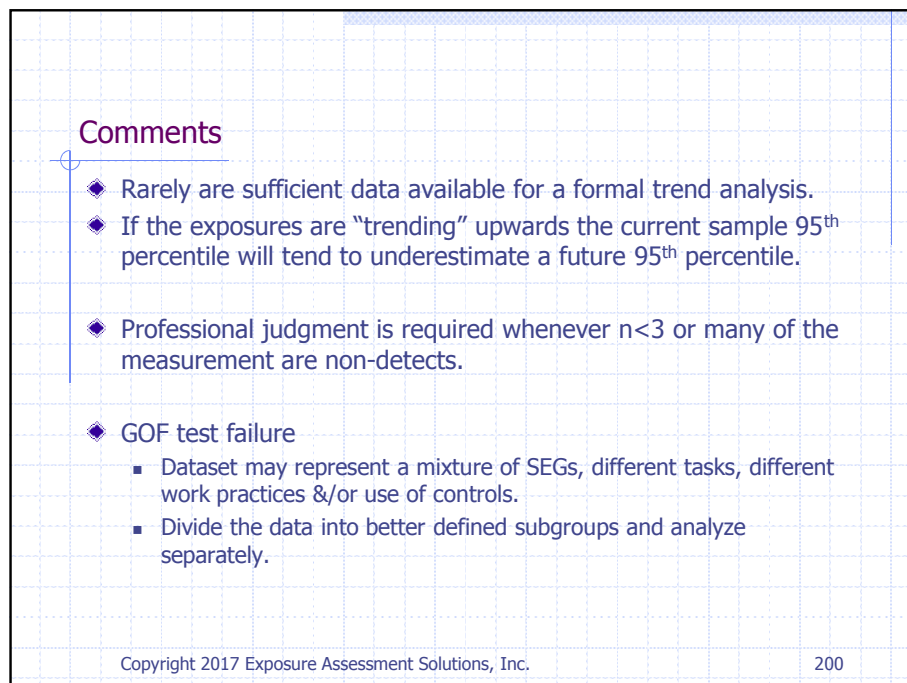 Comments
Rarely are sufficient data available for a formal trend analysis.
If the exposures are “trending” upwards the current sample 95th
percentile will tend to underestimate a future 95th percentile.
Professional judgment is required whenever n<3 or many of the
measurement are non-detects.
GOF test failure
Dataset may represent a mixture of SEGs, different tasks, different
work practices &/or use of controls.
Divide the data into better defined subgroups and analyze
separately.
Copyright 2017 Exposure Assessment Solutions, Inc. 200